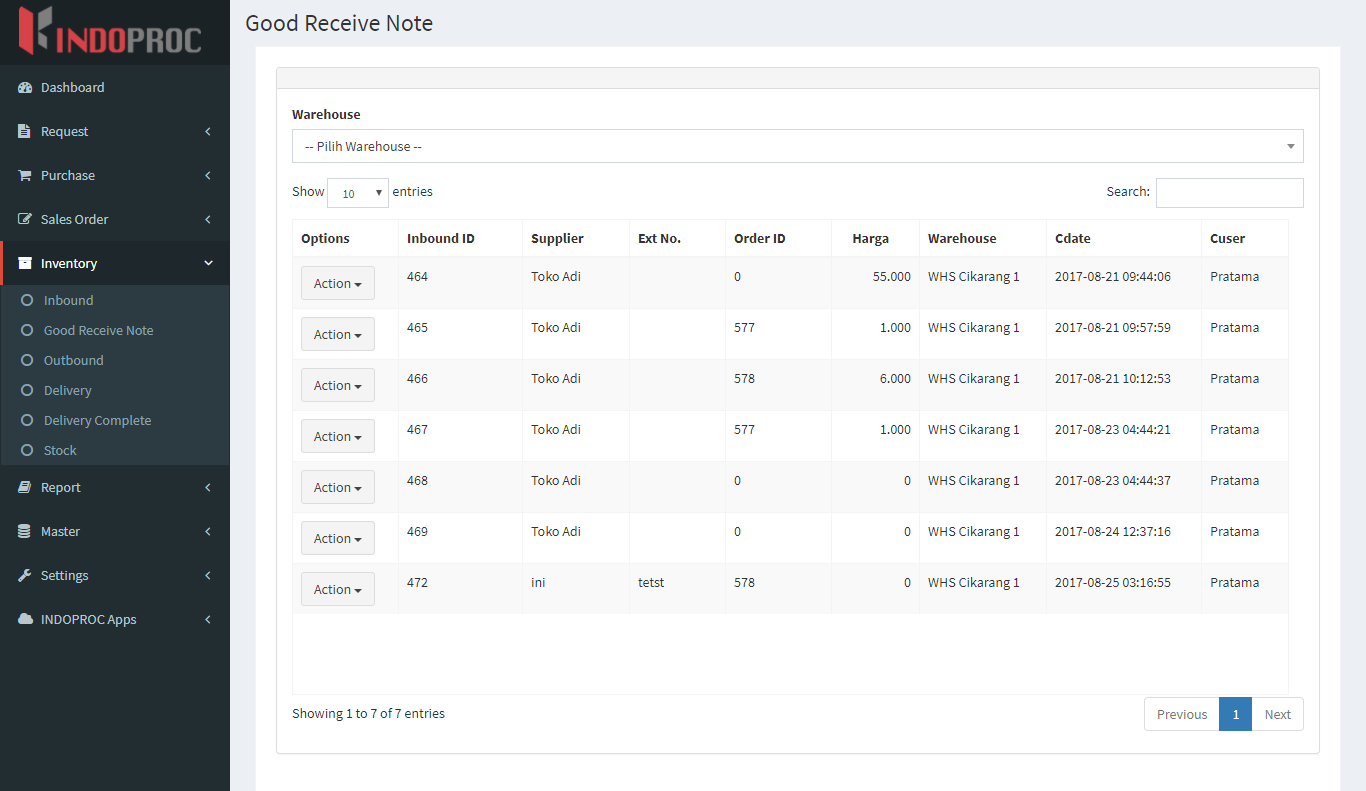 INDOPROC
Good Receive Note
Dashboard
Request
Purchase
Sales Order
Inventory
Inbound
Good Receive Note
Outbound
Delivery
Delivery Complete
Stock
Report
Master
Settings
INDOPROC Apps
Warehouse
-- Pilih Warehouse --
Show 10 entries Search:
Options Inbound ID Supplier Ext No. Order ID Harga Warehouse Cdate Cuser
Action 464 Toko Adi 0 55.000 WHS Cikarang 1 2017-08-21 09:44:06 Pratama
Action 465 Toko Adi 577 1.000 WHS Cikarang 1 2017-08-21 09:57:59 Pratama
Action 466 Toko Adi 578 6.000 WHS Cikarang 1 2017-08-21 10:12:53 Pratama
Action 467 Toko Adi 577 1.000 WHS Cikarang 1 2017-08-23 04:44:21 Pratama
Action 468 Toko Adi 0 0 WHS Cikarang 1 2017-08-23 04:44:37 Pratama
Action 469 Toko Adi 0 0 WHS Cikarang 1 2017-08-24 12:37:16 Pratama
Action 472 ini tetst 578 0 WHS Cikarang 1 2017-08-25 03:16:55 Pratama
Showing 1 to 7 of 7 entries
Previous 1 Next